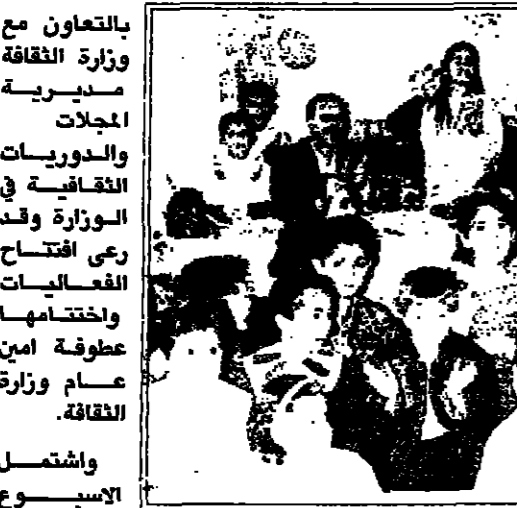 بالتعاون مع
وزارة الثقافة
مديرية
المجلات
والدوريات
الثقافية في
الوزارة وقد
رعى افتتاح
الفعاليات
واختتامها
عطوفة امين
عام وزارة
الثقافة.
واشتمل
الاسبوع